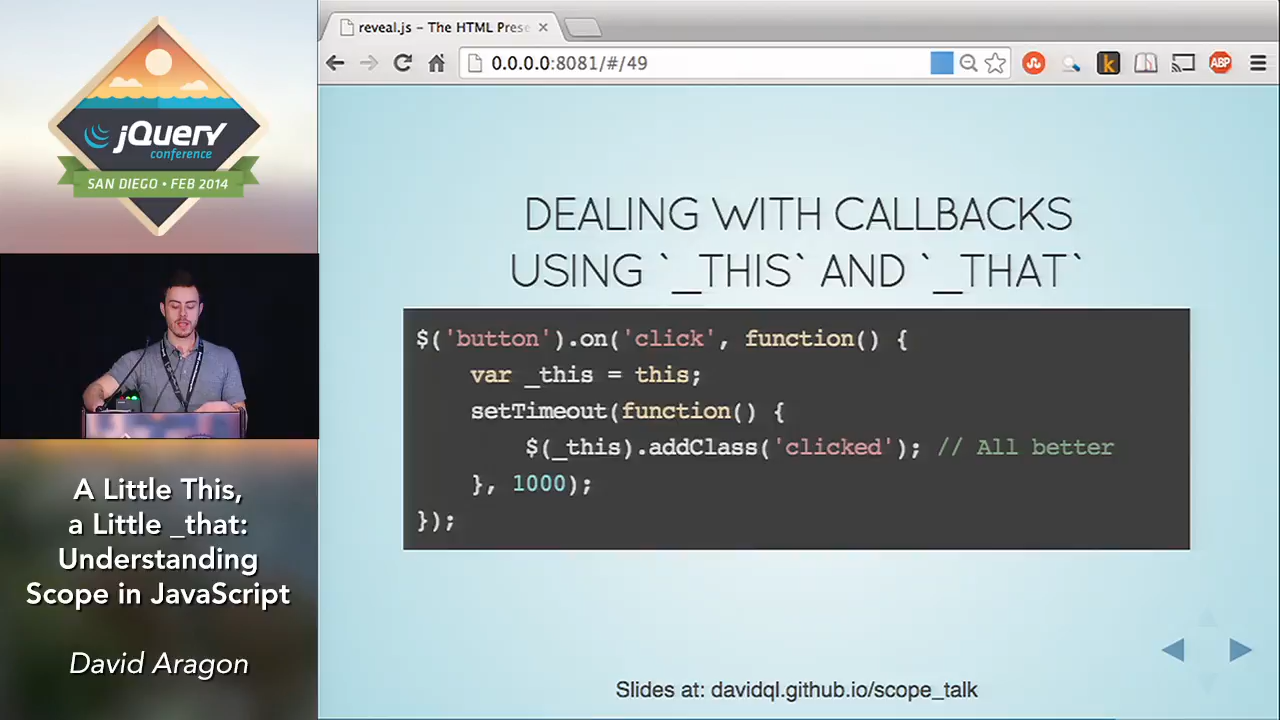 jQuery
conference
SAN DIEGO • FEB 2014
A Little This,
a Little _that:
Understanding
Scope in JavaScript
David Aragon
reveal.js – The HTML Prese
0.0.0.0:8081/#/49
k
ABP
DEALING WITH CALLBACKS
USING `_THIS` AND `_THAT`
$('button').on('click', function() {
    var _this = this;
    setTimeout(function() {
        $(_this).addClass('clicked'); // All better
    }, 1000);
});
Slides at: davidql.github.io/scope_talk